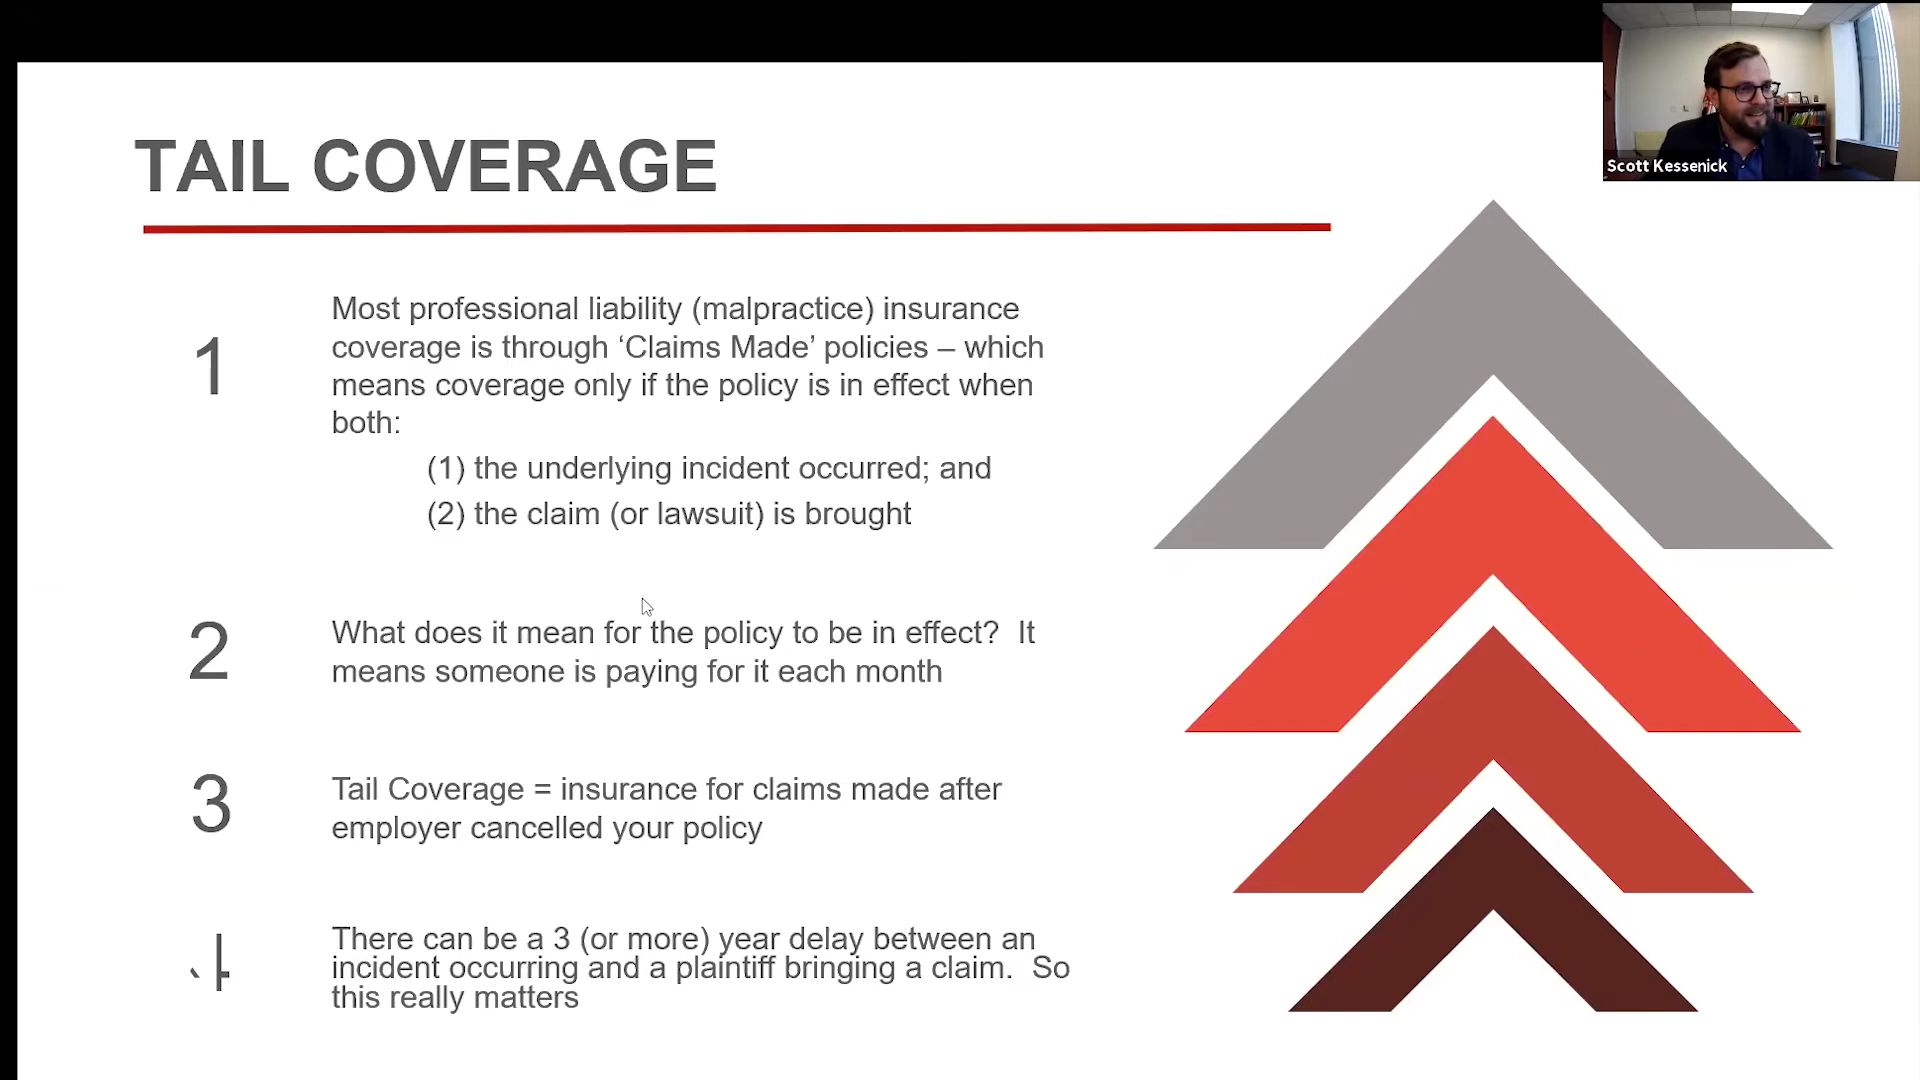 Scott Kessenick
TAIL COVERAGE
1
Most professional liability (malpractice) insurance
coverage is through ‘Claims Made’ policies – which
means coverage only if the policy is in effect when
both:
(1) the underlying incident occurred; and
(2) the claim (or lawsuit) is brought
2
What does it mean for the policy to be in effect?  It
means someone is paying for it each month
3
Tail Coverage = insurance for claims made after
employer cancelled your policy
4
There can be a 3 (or more) year delay between an
incident occurring and a plaintiff bringing a claim.  So
this really matters